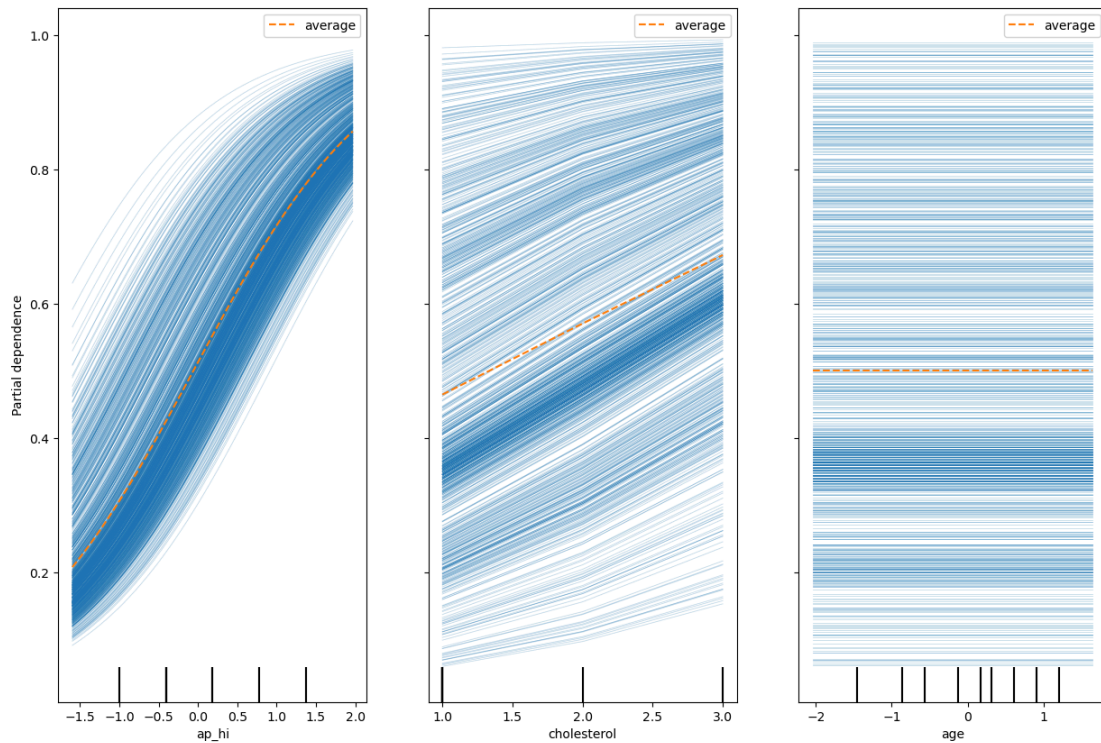 average
average
average
1.0
0.8
0.6
0.4
0.2
Partial dependence
−1.5 −1.0 −0.5 0.0 0.5 1.0 1.5 2.0
ap_hi
1.0 1.5 2.0 2.5 3.0
cholesterol
−2 −1 0 1
age